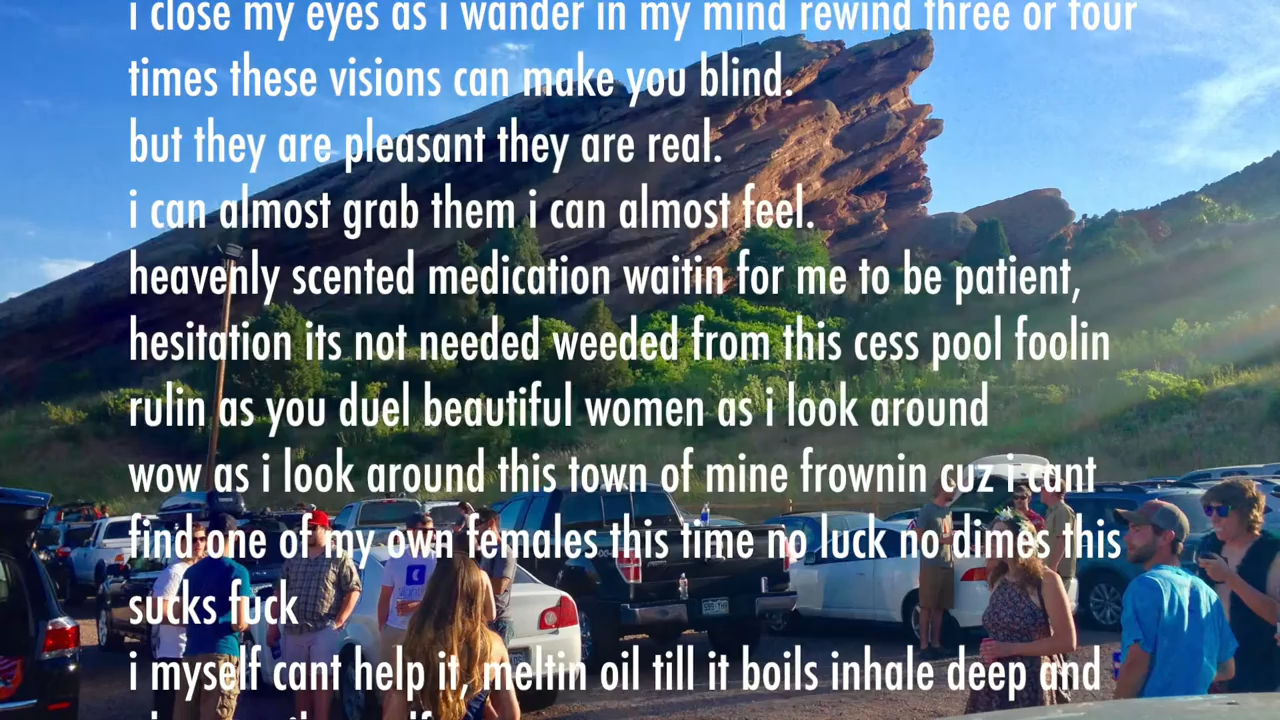 i close my eyes as i wander in my mind rewind three or four
times these visions can make you blind.
but they are pleasant they are real.
i can almost grab them i can almost feel.
heavenly scented medication waitin for me to be patient,
hesitation its not needed weeded from this cess pool foolin
rulin as you duel beautiful women as i look around
wow as i look around this town of mine frownin cuz i cant
find one of my own females this time no luck no dimes this
sucks fuck
i myself cant help it, meltin oil till it boils inhale deep and